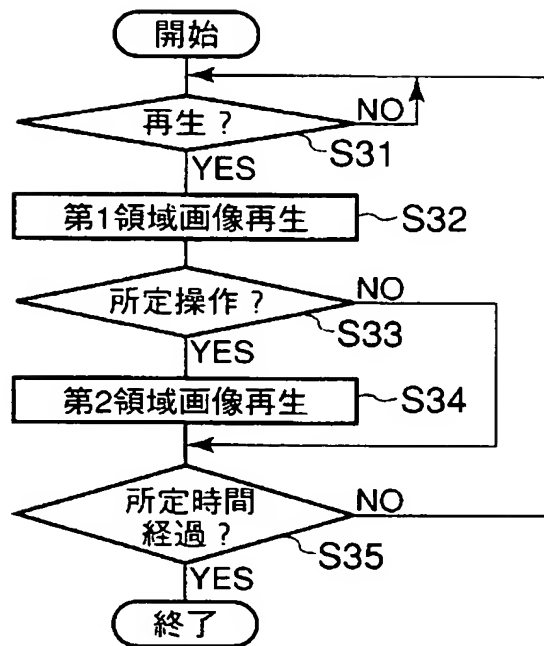 開始
再生?
NO
S31
YES
第1領域画像再生
S32
所定操作?
NO
S33
YES
第2領域画像再生
S34
所定時間
経過?
NO
S35
YES
終了